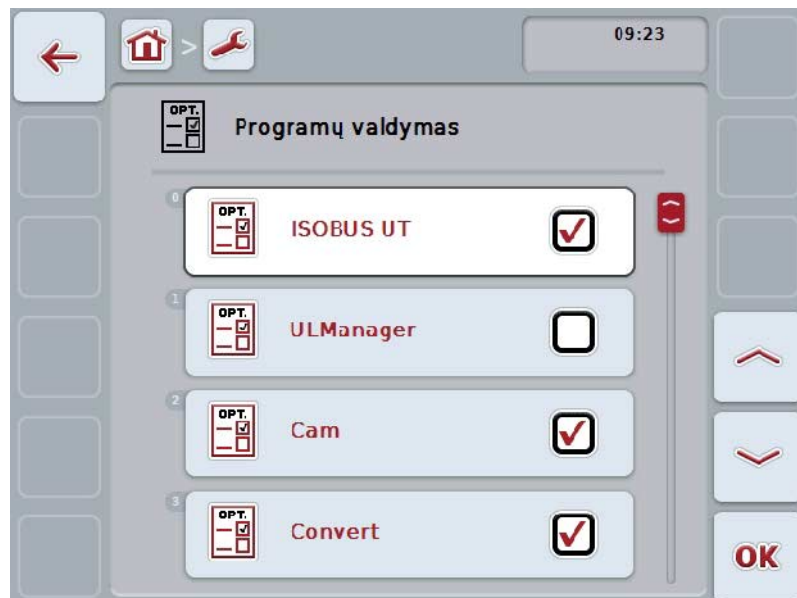 >
09:23
OPT.
Programų valdymas
0
OPT.
ISOBUS UT
1
OPT.
ULManager
2
OPT.
Cam
3
OPT.
Convert
OK